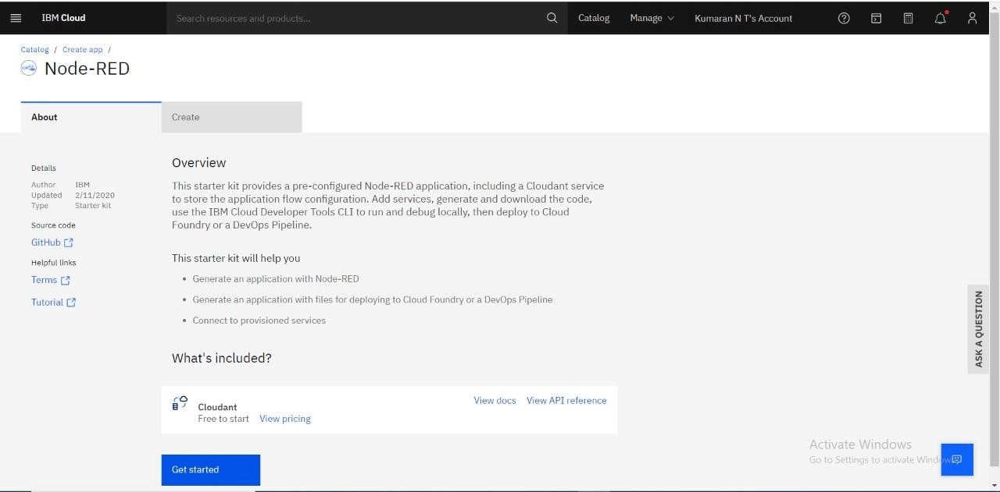 IBM Cloud
Search resources and products...
Catalog
Manage
Kumaran N T's Account
Catalog / Create app /
Node-RED
About
Create
Details
Author IBM
Updated 2/11/2020
Type Starter kit
Source code
GitHub
Helpful links
Terms
Tutorial
Overview
This starter kit provides a pre-configured Node-RED application, including a Cloudant service
to store the application flow configuration. Add services, generate and download the code,
use the IBM Cloud Developer Tools CLI to run and debug locally, then deploy to Cloud
Foundry or a DevOps Pipeline.
This starter kit will help you
• Generate an application with Node-RED
• Generate an application with files for deploying to Cloud Foundry or a DevOps Pipeline
• Connect to provisioned services
What's included?
Cloudant
Free to start View pricing
View docs View API reference
Get started
ASK A QUESTION
Activate Windows
Go to Settings to activate Window